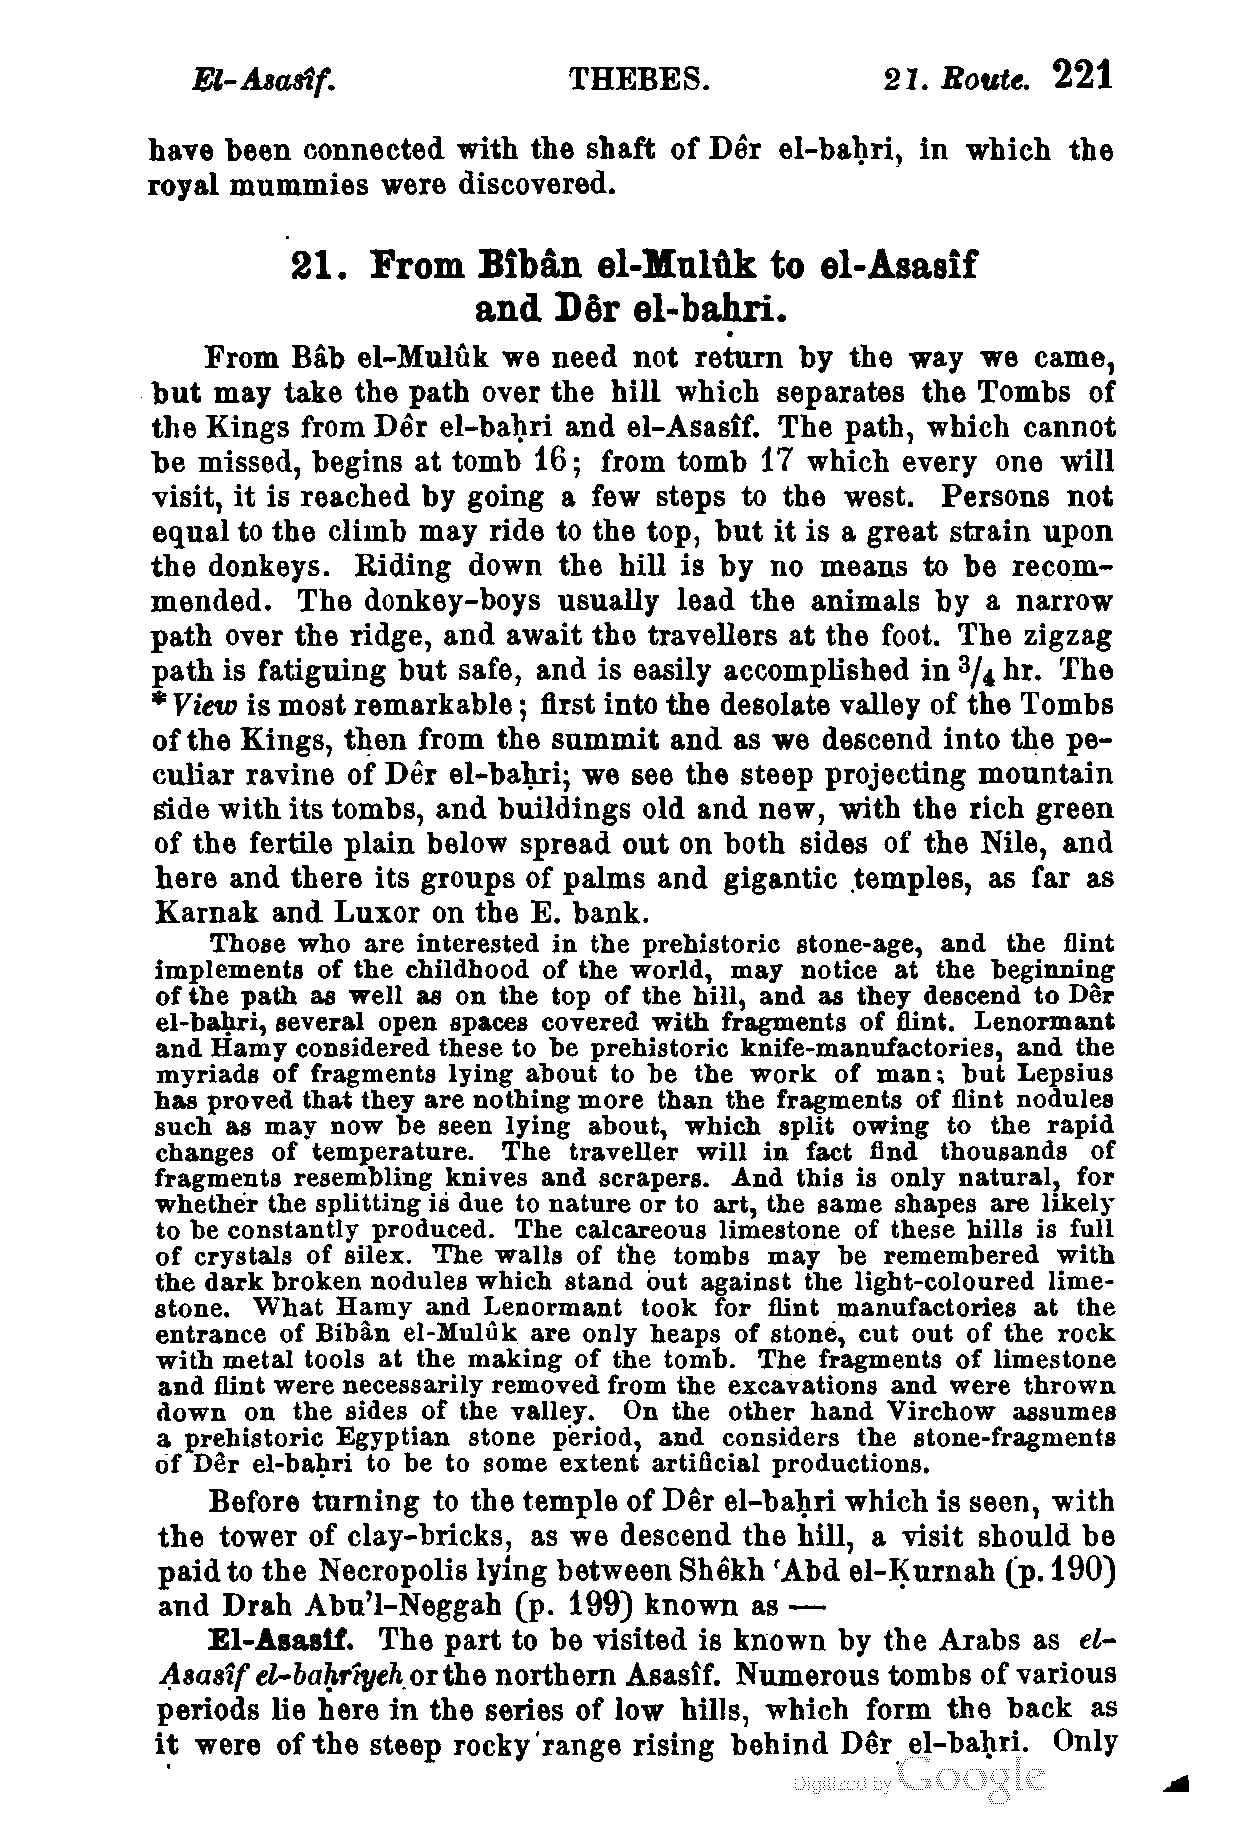 El-Asasîf. THEBES. 21. Route. 221
have been connected with the shaft of Dêr el-baḥri, in which the
royal mummies were discovered.
21. From Bîbân el-Mulûk to el-Asasîf
and Dêr el-baḥri.
From Bâb el-Mulûk we need not return by the way we came,
but may take the path over the hill which separates the Tombs of
the Kings from Dêr el-baḥri and el-Asasîf. The path, which cannot
be missed, begins at tomb 16; from tomb 17 which every one will
visit, it is reached by going a few steps to the west. Persons not
equal to the climb may ride to the top, but it is a great strain upon
the donkeys. Riding down the hill is by no means to be recom-
mended. The donkey-boys usually lead the animals by a narrow
path over the ridge, and await the travellers at the foot. The zigzag
path is fatiguing but safe, and is easily accomplished in 3/4 hr. The
*View is most remarkable; first into the desolate valley of the Tombs
of the Kings, then from the summit and as we descend into the pe-
culiar ravine of Dêr el-baḥri; we see the steep projecting mountain
side with its tombs, and buildings old and new, with the rich green
of the fertile plain below spread out on both sides of the Nile, and
here and there its groups of palms and gigantic temples, as far as
Karnak and Luxor on the E. bank.
Those who are interested in the prehistoric stone-age, and the flint
implements of the childhood of the world, may notice at the beginning
of the path as well as on the top of the hill, and as they descend to Dêr
el-baḥri, several open spaces covered with fragments of flint. Lenormant
and Hamy considered these to be prehistoric knife-manufactories, and the
myriads of fragments lying about to be the work of man; but Lepsius
has proved that they are nothing more than the fragments of flint nodules
such as may now be seen lying about, which split owing to the rapid
changes of temperature. The traveller will in fact find thousands of
fragments resembling knives and scrapers. And this is only natural, for
whether the splitting is due to nature or to art, the same shapes are likely
to be constantly produced. The calcareous limestone of these hills is full
of crystals of silex. The walls of the tombs may be remembered with
the dark broken nodules which stand out against the light-coloured lime-
stone. What Hamy and Lenormant took for flint manufactories at the
entrance of Bîbân el-Mulûk are only heaps of stone, cut out of the rock
with metal tools at the making of the tomb. The fragments of limestone
and flint were necessarily removed from the excavations and were thrown
down on the sides of the valley. On the other hand Virchow assumes
a prehistoric Egyptian stone period, and considers the stone-fragments
of Dêr el-baḥri to be to some extent artificial productions.
Before turning to the temple of Dêr el-baḥri which is seen, with
the tower of clay-bricks, as we descend the hill, a visit should be
paid to the Necropolis lying between Shêkh 'Abd el-Ḳurnah (p. 190)
and Drah Abu'l-Neggah (p. 199) known as —
El-Asasîf. The part to be visited is known by the Arabs as el-
Asasîf el-baḥrîyeh or the northern Asasîf. Numerous tombs of various
periods lie here in the series of low hills, which form the back as
it were of the steep rocky range rising behind Dêr el-baḥri. Only
Digitized by Google